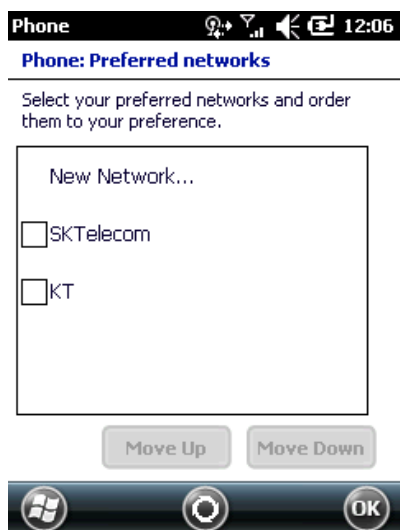 Phone 12:06
Phone: Preferred networks
Select your preferred networks and order
them to your preference.
New Network...
SKTelecom
KT
Move Up Move Down
OK